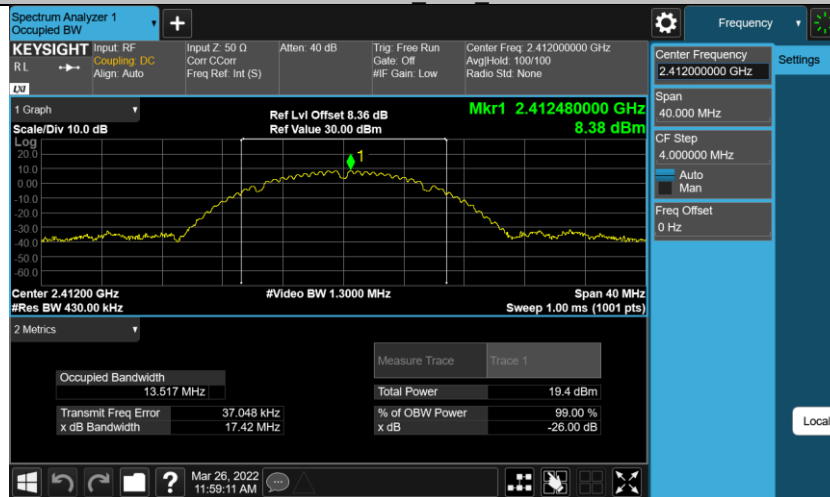 Spectrum Analyzer 1
Occupied BW
Frequency
KEYSIGHT
RL
LXI
Input: RF
Coupling: DC
Align: Auto
Input Z: 50 Ω
Corr CCorr
Freq Ref: Int (S)
Atten: 40 dB
Trig: Free Run
Gate: Off
#IF Gain: Low
Center Freq: 2.412000000 GHz
Avg|Hold: 100/100
Radio Std: None
Center Frequency
2.412000000 GHz
Settings
Span
40.000 MHz
CF Step
4.000000 MHz
Auto
Man
Freq Offset
0 Hz
Local
1 Graph
Scale/Div 10.0 dB
Ref Lvl Offset 8.36 dB
Ref Value 30.00 dBm
Mkr1 2.412480000 GHz
8.38 dBm
Log
20.0
10.0
0.00
-10.0
-20.0
-30.0
-40.0
-50.0
-60.0
1
Center 2.41200 GHz
#Res BW 430.00 kHz
#Video BW 1.3000 MHz
Span 40 MHz
Sweep 1.00 ms (1001 pts)
2 Metrics
Measure Trace Trace 1
Occupied Bandwidth
13.517 MHz
Total Power 19.4 dBm
Transmit Freq Error 37.048 kHz
% of OBW Power 99.00 %
x dB Bandwidth 17.42 MHz
x dB -26.00 dB
?
Mar 26, 2022
11:59:11 AM